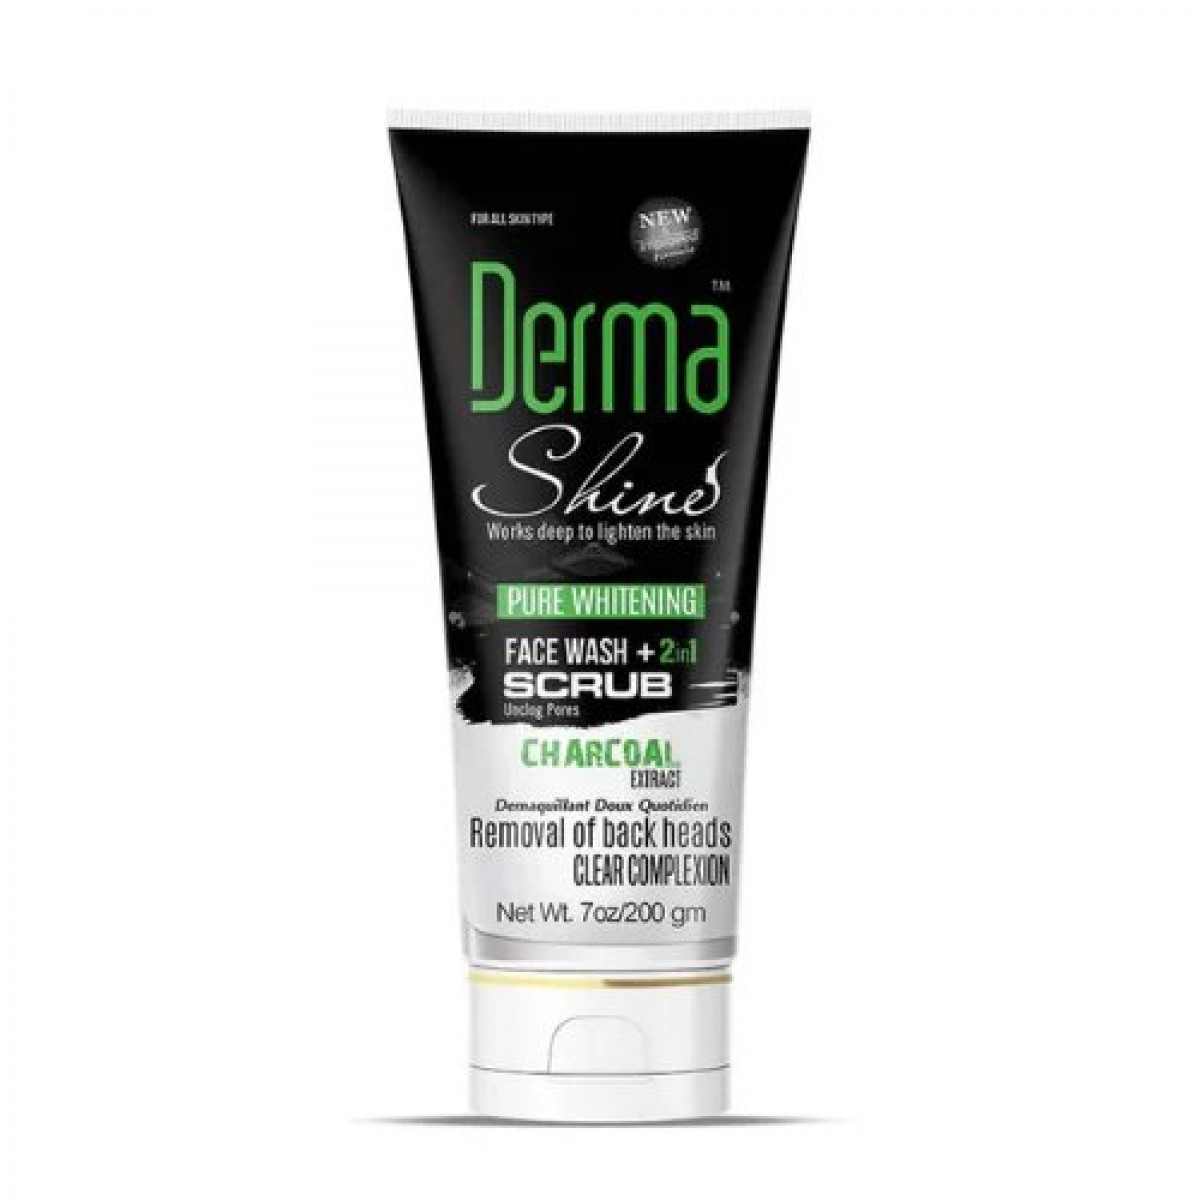 FOR ALL SKIN TYPE
NEW
&
Improved
FORMULA
Derma
TM
Shine
Works deep to lighten the skin
PURE WHITENING
FACE WASH + 2in1
SCRUB
Unclog Pores
CHARCOAL
EXTRACT
Demaquillant Doux Quotidien
Removal of back heads
CLEAR COMPLEXION
Net Wt. 7oz/200 gm